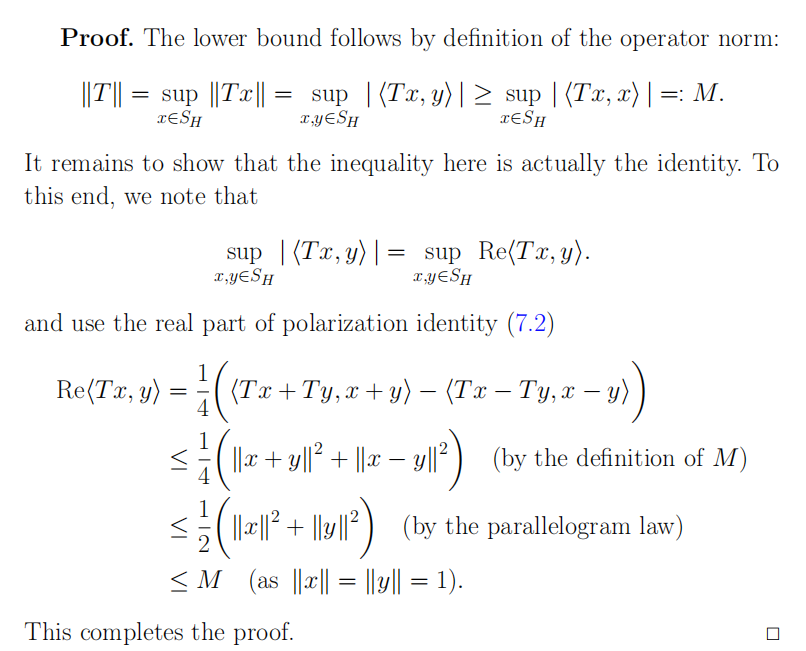 Proof. The lower bound follows by definition of the operator norm:
‖T‖ = sup_{x∈S_H} ‖Tx‖ = sup_{x,y∈S_H} | ⟨Tx, y⟩ | ≥ sup_{x∈S_H} | ⟨Tx, x⟩ | =: M.
It remains to show that the inequality here is actually the identity. To
this end, we note that
sup_{x,y∈S_H} | ⟨Tx, y⟩ | = sup_{x,y∈S_H} Re⟨Tx, y⟩.
and use the real part of polarization identity (7.2)
Re⟨Tx, y⟩ = 1/4 ( ⟨Tx + Ty, x + y⟩ − ⟨Tx − Ty, x − y⟩ )
≤ 1/4 ( ‖x + y‖² + ‖x − y‖² ) (by the definition of M)
≤ 1/2 ( ‖x‖² + ‖y‖² ) (by the parallelogram law)
≤ M (as ‖x‖ = ‖y‖ = 1).
This completes the proof. □